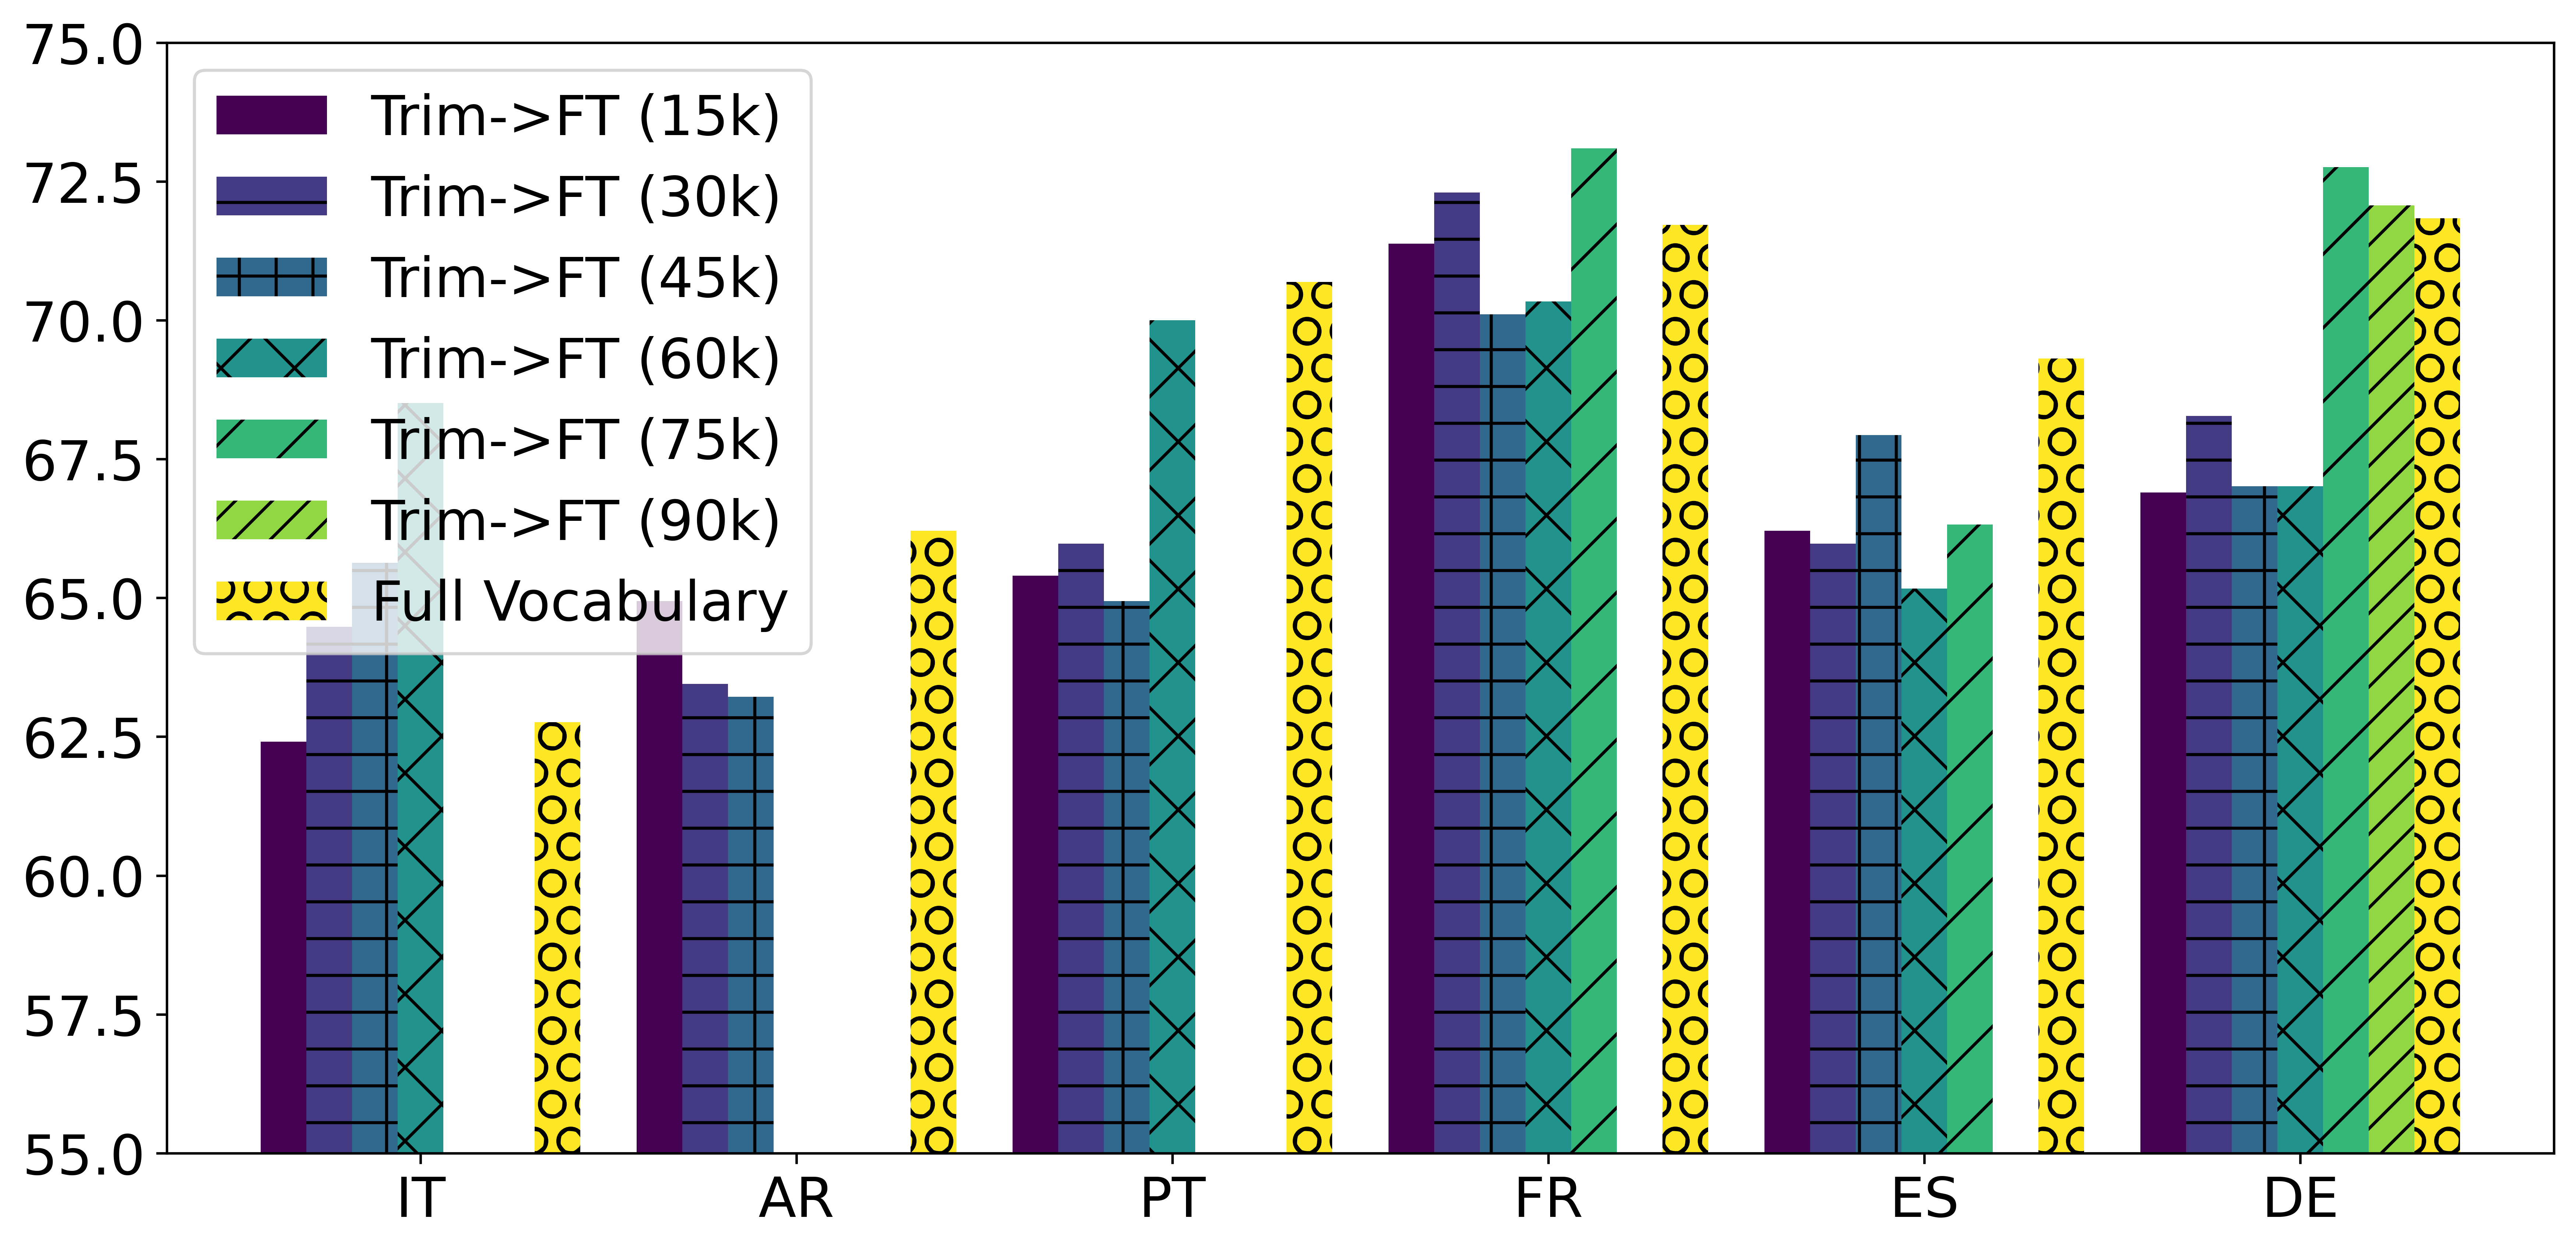 75.0
72.5
70.0
67.5
65.0
62.5
60.0
57.5
55.0
Trim->FT (15k)
Trim->FT (30k)
Trim->FT (45k)
Trim->FT (60k)
Trim->FT (75k)
Trim->FT (90k)
Full Vocabulary
IT AR PT FR ES DE